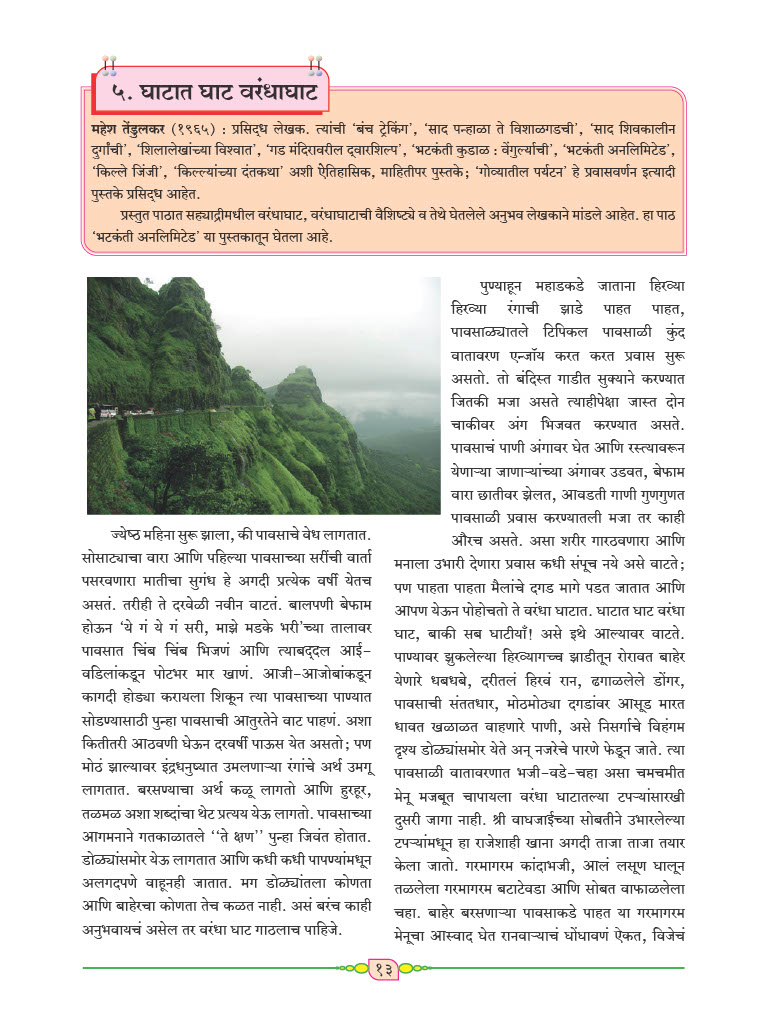 ५. घाटात घाट वरंधाघाट
महेश तेंडुलकर (१९६५) : प्रसिद्ध लेखक. त्यांची ‘बंच ट्रेकिंग’, ‘साद पन्हाळा ते विशाळगडची’, ‘साद शिवकालीन
दुर्गांची’, ‘शिलालेखांच्या विश्वात’, ‘गड मंदिरावरील द्वारशिल्प’, ‘भटकंती कुडाळ : वेंगुर्ल्याची’, ‘भटकंती अनलिमिटेड’,
‘किल्ले जिंजी’, ‘किल्ल्यांच्या दंतकथा’ अशी ऐतिहासिक, माहितीपर पुस्तके; ‘गोव्यातील पर्यटन’ हे प्रवासवर्णन इत्यादी
पुस्तके प्रसिद्ध आहेत.
प्रस्तुत पाठात सह्याद्रीमधील वरंधाघाट, वरंधाघाटाची वैशिष्ट्ये व तेथे घेतलेले अनुभव लेखकाने मांडले आहेत. हा पाठ
‘भटकंती अनलिमिटेड’ या पुस्तकातून घेतला आहे.
ज्येष्ठ महिना सुरू झाला, की पावसाचे वेध लागतात.
सोसाट्याचा वारा आणि पहिल्या पावसाच्या सरींची वार्ता
पसरवणारा मातीचा सुगंध हे अगदी प्रत्येक वर्षी येतच
असतं. तरीही ते दरवेळी नवीन वाटतं. बालपणी बेफाम
होऊन ‘ये गं ये गं सरी, माझे मडके भरी’च्या तालावर
पावसात चिंब चिंब भिजणं आणि त्याबद्दल आई-
वडिलांकडून पोटभर मार खाणं. आजी-आजोबांकडून
कागदी होड्या करायला शिकून त्या पावसाच्या पाण्यात
सोडण्यासाठी पुन्हा पावसाची आतुरतेने वाट पाहणं. अशा
कितीतरी आठवणी घेऊन दरवर्षी पाऊस येत असतो; पण
मोठं झाल्यावर इंद्रधनुष्यात उमलणाऱ्या रंगांचे अर्थ उमगू
लागतात. बरसण्याचा अर्थ कळू लागतो आणि हुरहूर,
तळमळ अशा शब्दांचा थेट प्रत्यय येऊ लागतो. पावसाच्या
आगमनाने गतकाळातले ‘‘ते क्षण’’ पुन्हा जिवंत होतात.
डोळ्यांसमोर येऊ लागतात आणि कधी कधी पापण्यांमधून
अलगदपणे वाहूनही जातात. मग डोळ्यांतला कोणता
आणि बाहेरचा कोणता तेच कळत नाही. असं बरंच काही
अनुभवायचं असेल तर वरंधा घाट गाठलाच पाहिजे.
पुण्याहून महाडकडे जाताना हिरव्या
हिरव्या रंगाची झाडे पाहत पाहत,
पावसाळ्यातले टिपिकल पावसाळी कुंद
वातावरण एन्जॉय करत करत प्रवास सुरू
असतो. तो बंदिस्त गाडीत सुक्याने करण्यात
जितकी मजा असते त्याहीपेक्षा जास्त दोन
चाकीवर अंग भिजवत करण्यात असते.
पावसाचं पाणी अंगावर घेत आणि रस्त्यावरून
येणाऱ्या जाणाऱ्यांच्या अंगावर उडवत, बेफाम
वारा छातीवर झेलत, आवडती गाणी गुणगुणत
पावसाळी प्रवास करण्यातली मजा तर काही
औरच असते. असा शरीर गारठवणारा आणि
मनाला उभारी देणारा प्रवास कधी संपूच नये असे वाटते;
पण पाहता पाहता मैलांचे दगड मागे पडत जातात आणि
आपण येऊन पोहोचतो ते वरंधा घाटात. घाटात घाट वरंधा
घाट, बाकी सब घाटीयाँ! असे इथे आल्यावर वाटते.
पाण्यावर झुकलेल्या हिरव्यागच्च झाडीतून रोरावत बाहेर
येणारे धबधबे, दरीतलं हिरवं रान, ढगाळलेले डोंगर,
पावसाची संततधार, मोठमोठ्या दगडांवर आसूड मारत
धावत खळाळत वाहणारे पाणी, असे निसर्गाचे विहंगम
दृश्य डोळ्यांसमोर येते अन् नजरेचे पारणे फेडून जाते. त्या
पावसाळी वातावरणात भजी-वडे-चहा असा चमचमीत
मेनू मजबूत चापायला वरंधा घाटातल्या टपऱ्यांसारखी
दुसरी जागा नाही. श्री वाघजाईच्या सोबतीने उभारलेल्या
टपऱ्यांमधून हा राजेशाही खाना अगदी ताजा ताजा तयार
केला जातो. गरमागरम कांदाभजी, आलं लसूण घालून
तळलेला गरमागरम बटाटेवडा आणि सोबत वाफाळलेला
चहा. बाहेर बरसणाऱ्या पावसाकडे पाहत या गरमागरम
मेनूचा आस्वाद घेत रानवाऱ्याचं घोंघावणं ऐकत, विजेचं
१३